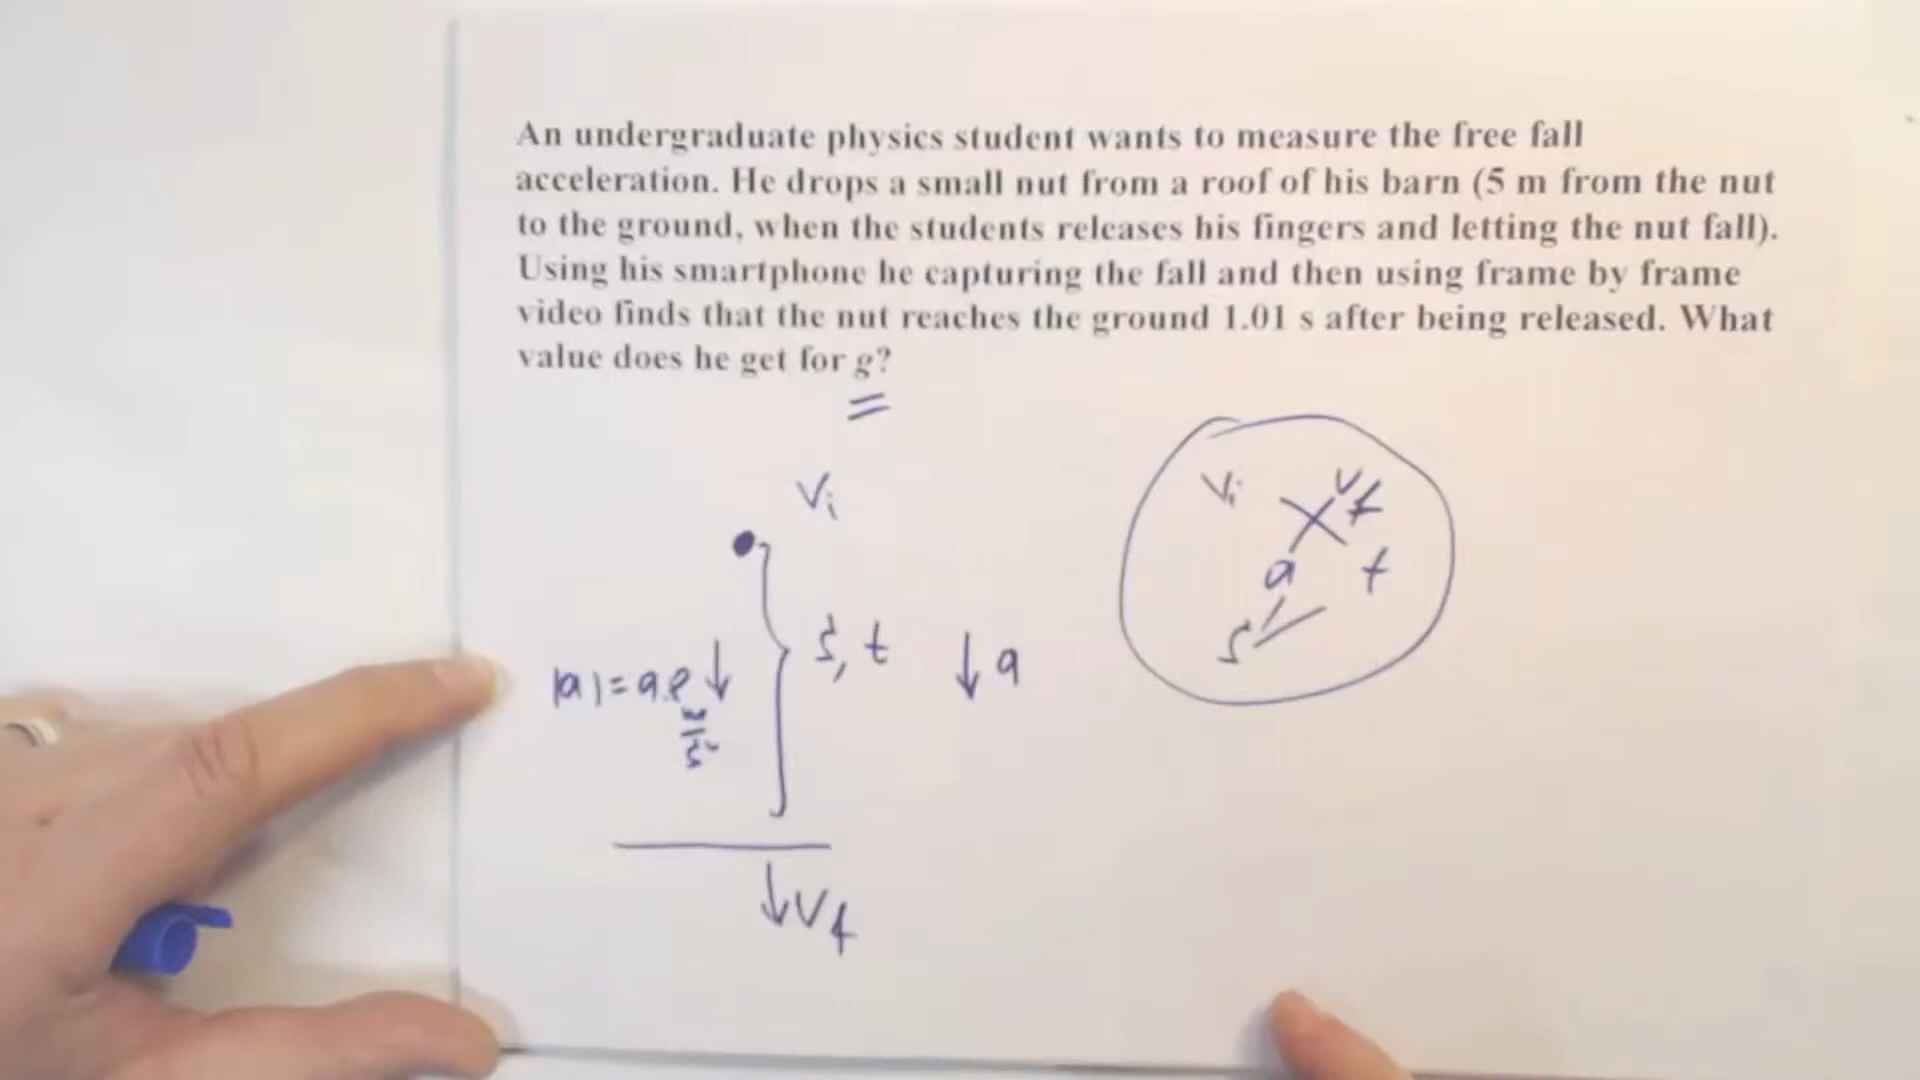 An undergraduate physics student wants to measure the free fall
acceleration. He drops a small nut from a roof of his barn (5 m from the nut
to the ground, when the students releases his fingers and letting the nut fall).
Using his smartphone he capturing the fall and then using frame by frame
video finds that the nut reaches the ground 1.01 s after being released. What
value does he get for g?
Vi
Vi
Vf
a
t
S
S, t
↓a
|a|=9.8↓
m/s²
↓Vf